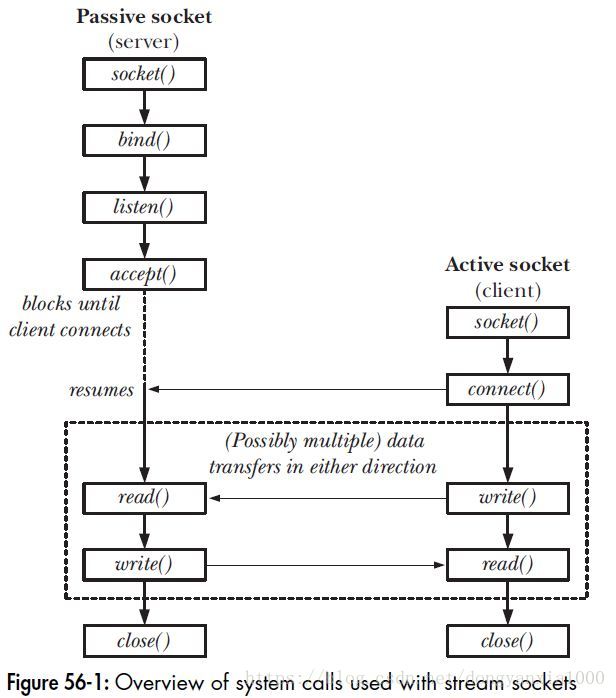 Passive socket
(server)
socket()
bind()
listen()
accept()
blocks until
client connects
resumes
Active socket
(client)
socket()
connect()
(Possibly multiple) data
transfers in either direction
read()
write()
write()
read()
close()
close()
Figure 56-1: Overview of system calls used with stream sockets
https://blog.csdn.net/dengyanxia1000